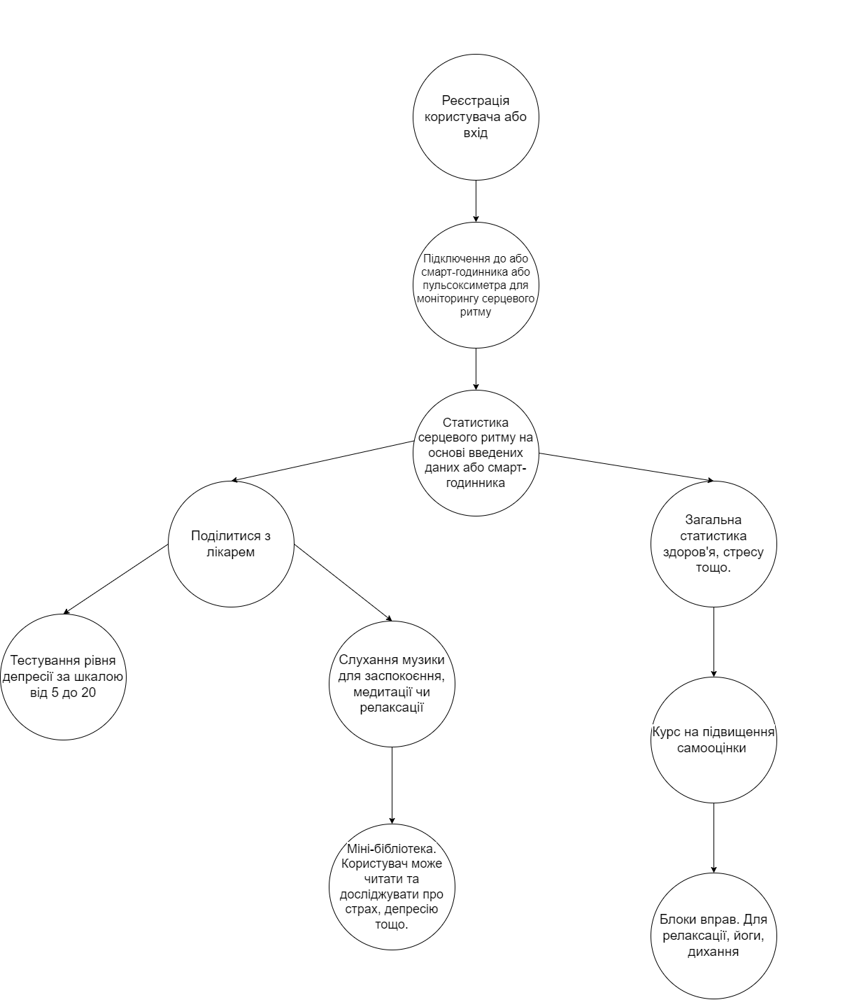 Реєстрація
користувача або
вхід
Підключення до або
смарт-годинника або
пульсоксиметра для
моніторингу серцевого
ритму
Статистика
серцевого ритму на
основі введених
даних або смарт-
годинника
Поділитися з
лікарем
Загальна
статистика
здоров'я, стресу
тощо.
Тестування рівня
депресії за шкалою
від 5 до 20
Слухання музики
для заспокоєння,
медитації чи
релаксації
Курс на підвищення
самооцінки
Міні-бібліотека.
Користувач може
читати та
досліджувати про
страх, депресію
тощо.
Блоки вправ. Для
релаксації, йоги,
дихання